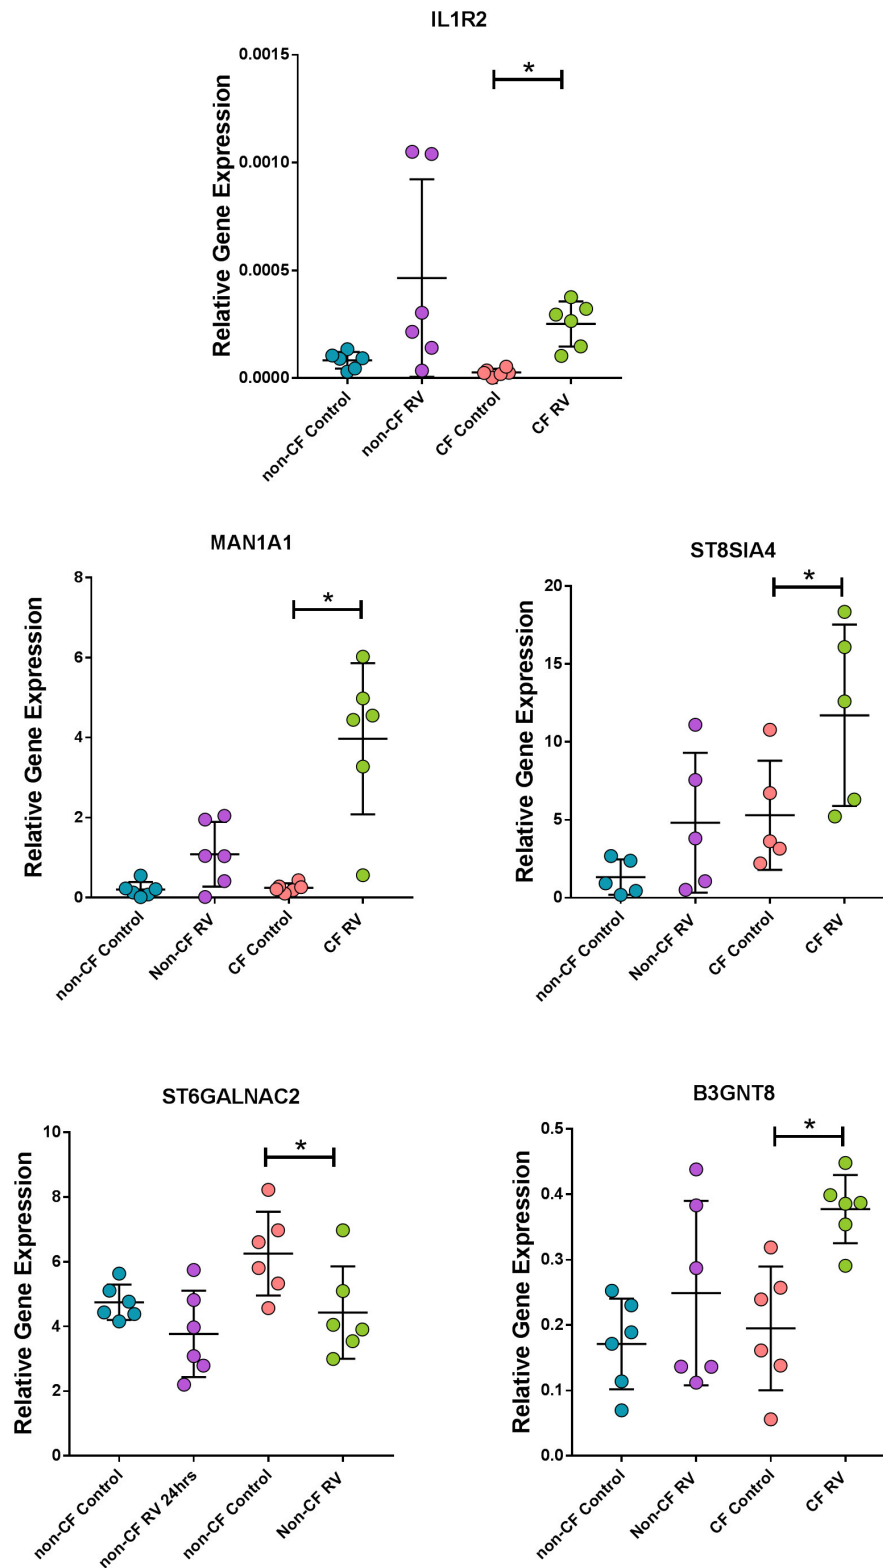 IL1R2
Relative Gene Expression
0.0015
0.0010
0.0005
0.0000
*
non-CF Control
non-CF RV
CF Control
CF RV
MAN1A1
Relative Gene Expression
8
6
4
2
0
*
non-CF Control
Non-CF RV
CF Control
CF RV
ST8SIA4
Relative Gene Expression
20
15
10
5
0
*
non-CF Control
Non-CF RV
CF Control
CF RV
ST6GALNAC2
Relative Gene Expression
10
8
6
4
2
0
*
non-CF Control
non-CF RV 24hrs
non-CF Control
Non-CF RV
B3GNT8
Relative Gene Expression
0.5
0.4
0.3
0.2
0.1
0.0
*
non-CF Control
Non-CF RV
CF Control
CF RV